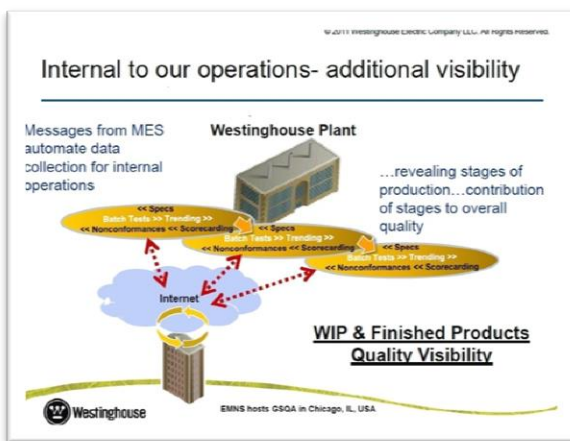 © 2011 Westinghouse Electric Company LLC. All Rights Reserved.
Internal to our operations- additional visibility
Messages from MES
automate data
collection for internal
operations
Westinghouse Plant
…revealing stages of
production…contribution
of stages to overall
quality
<< Specs
Batch Tests >> Trending >>
<< Nonconformances << Scorecarding
<< Specs
Batch Tests >> Trending >>
<< Nonconformances << Scorecarding
<< Specs
Batch Tests >> Trending >>
<< Nonconformances << Scorecarding
Internet
WIP & Finished Products
Quality Visibility
Westinghouse
EMNS hosts GSQA in Chicago, IL, USA